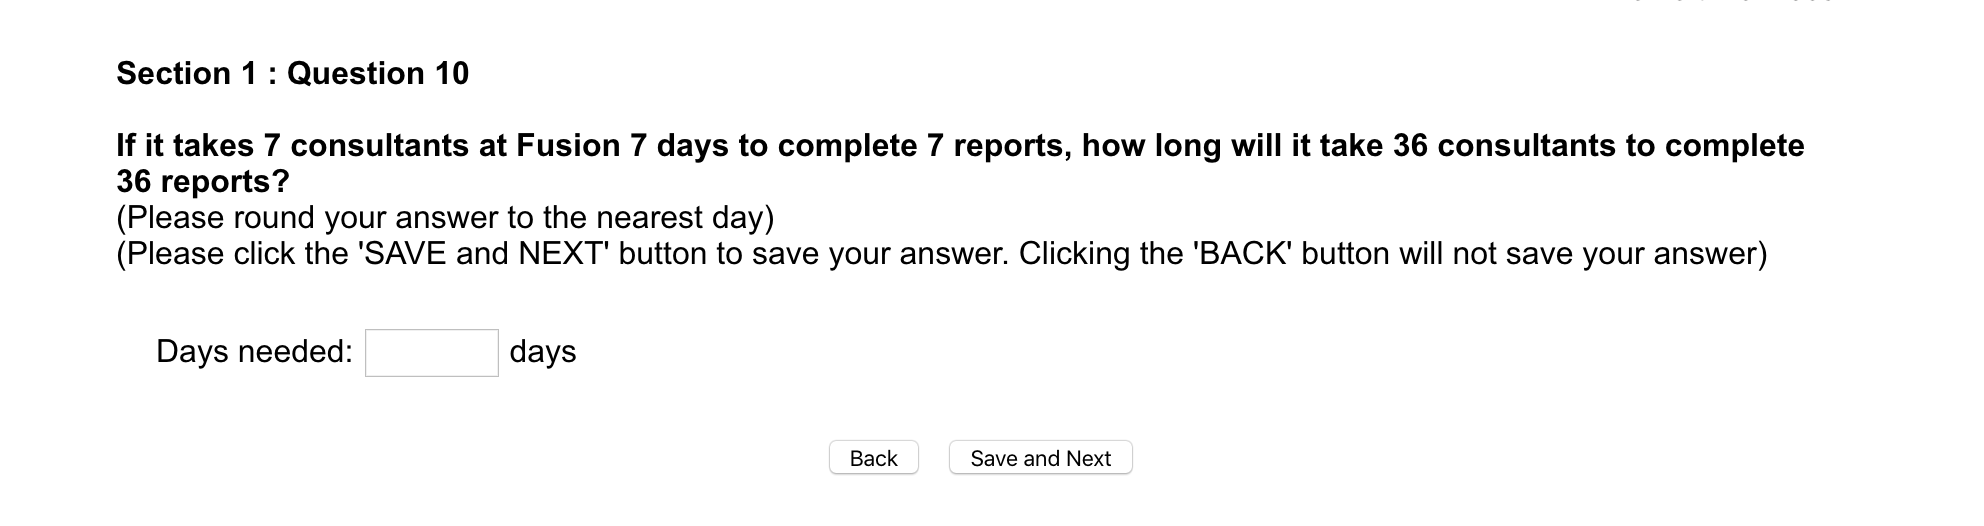 Section 1 : Question 10
If it takes 7 consultants at Fusion 7 days to complete 7 reports, how long will it take 36 consultants to complete
36 reports?
(Please round your answer to the nearest day)
(Please click the 'SAVE and NEXT' button to save your answer. Clicking the 'BACK' button will not save your answer)
Days needed: days
Back Save and Next